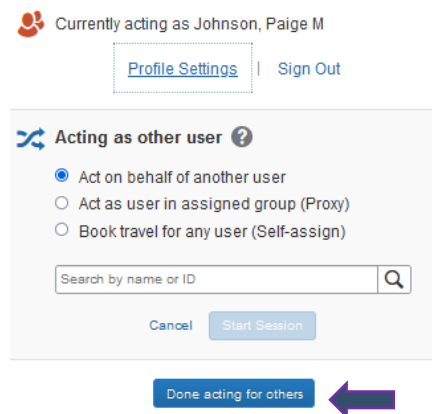 Currently acting as Johnson, Paige M
Profile Settings | Sign Out
Acting as other user ?
Act on behalf of another user
Act as user in assigned group (Proxy)
Book travel for any user (Self-assign)
Search by name or ID
Cancel Start Session
Done acting for others